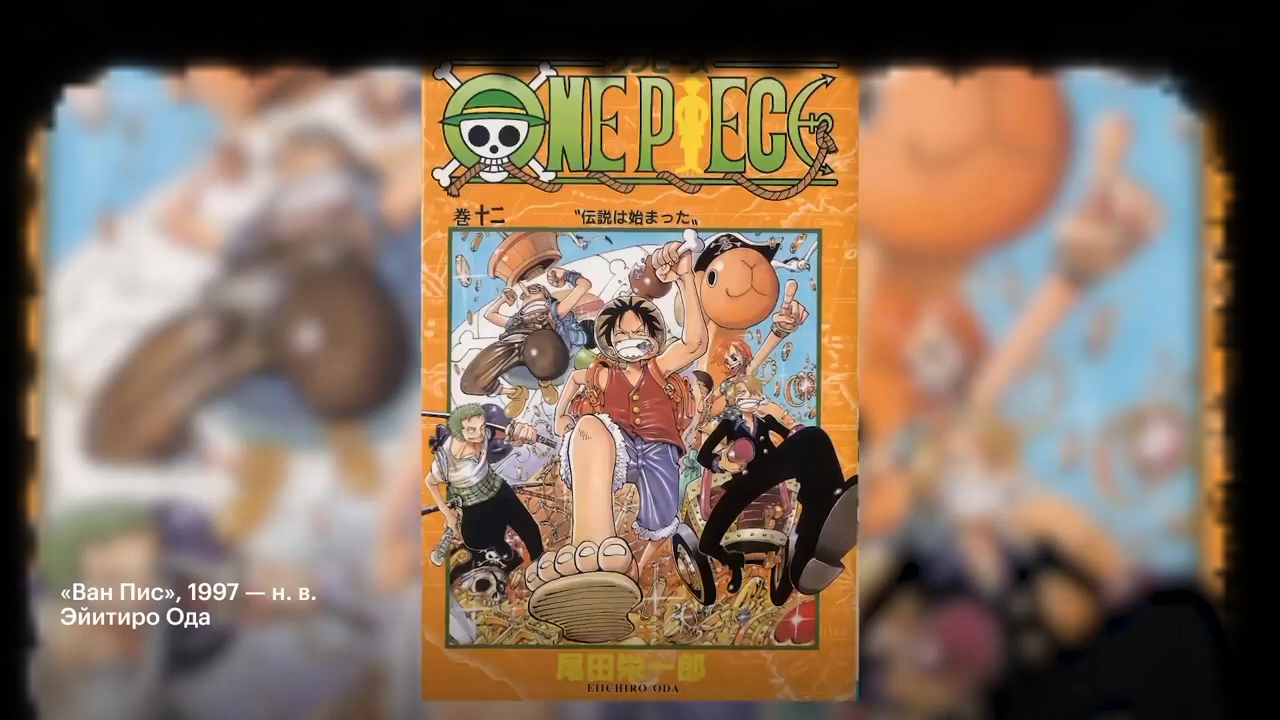 ワンピース
ONE PIECE
巻十二
〝伝説は始まった〟
«Ван Пис», 1997 — н. в.
Эйитиро Ода
尾田栄一郎
EIICHIRO ODA